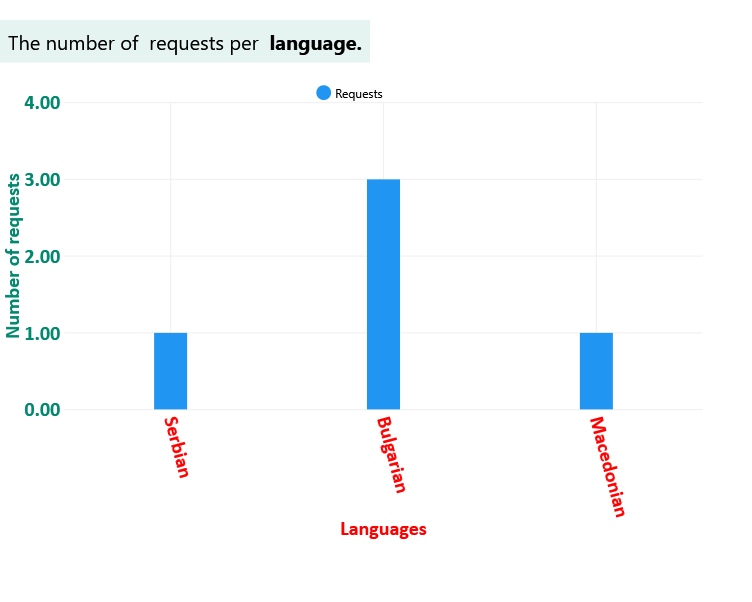 The number of  requests per  language.
Requests
4.00
3.00
2.00
1.00
0.00
Number of requests
Serbian
Bulgarian
Macedonian
Languages